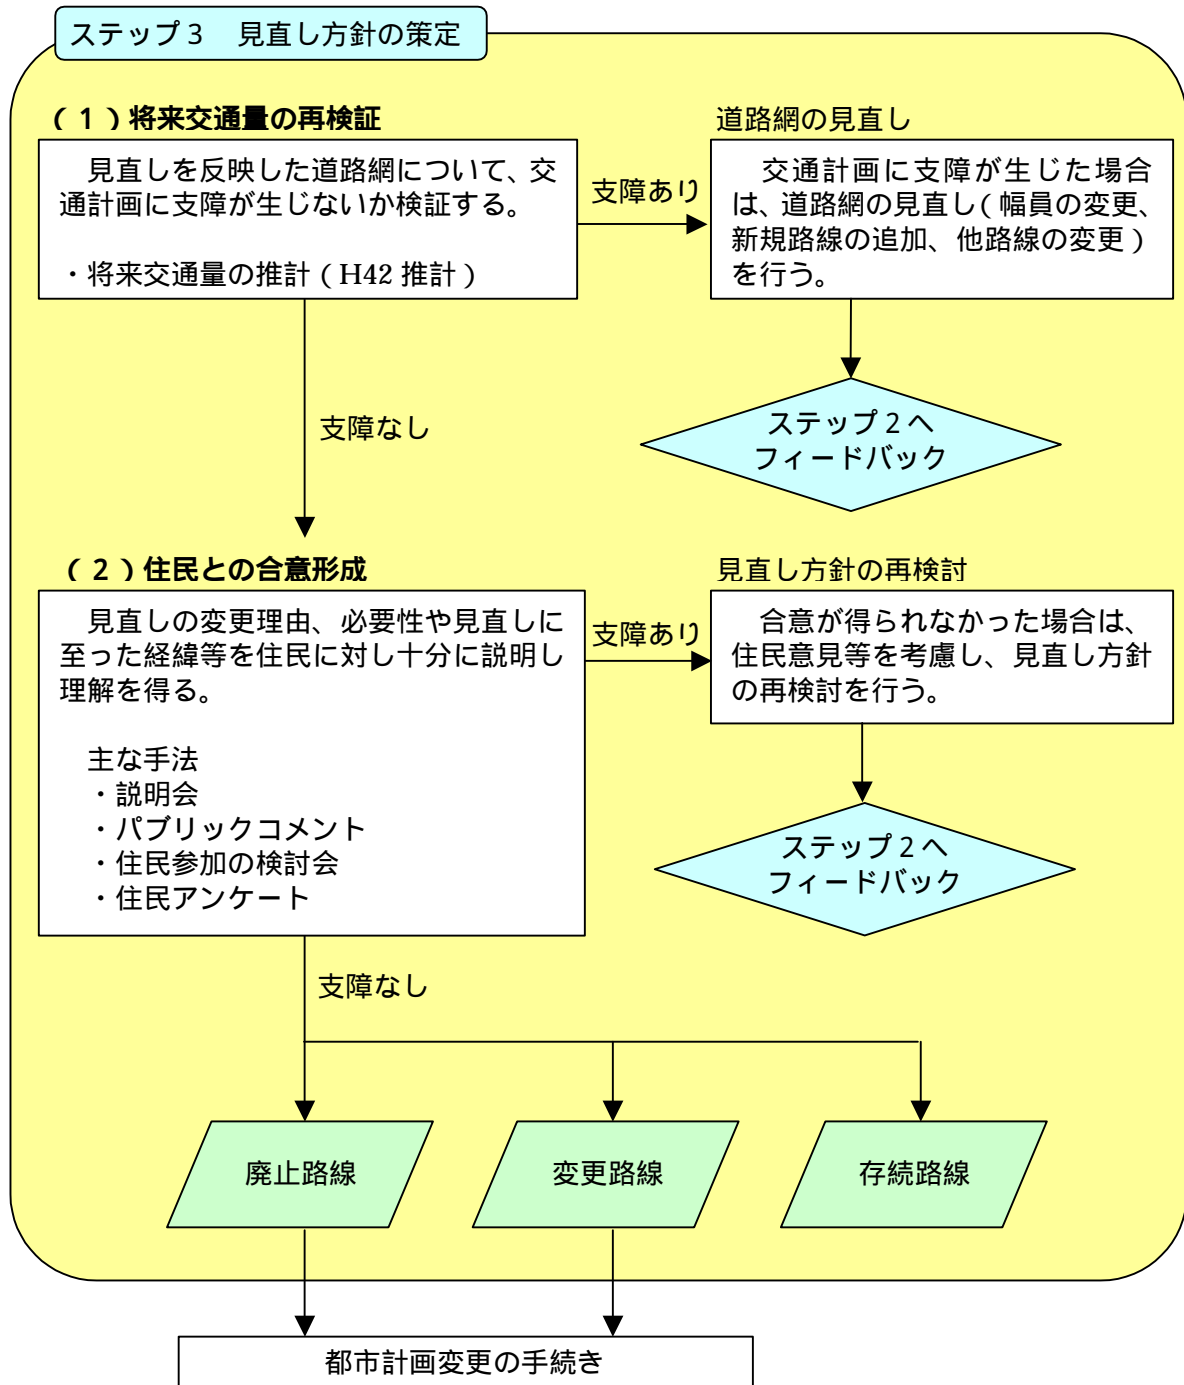 ステップ3　見直し方針の策定
(1)将来交通量の再検証
見直しを反映した道路網について、交
通計画に支障が生じないか検証する。
・将来交通量の推計(H42推計)
支障あり
道路網の見直し
交通計画に支障が生じた場合
は、道路網の見直し(幅員の変更、
新規路線の追加、他路線の変更)
を行う。
ステップ2へ
フィードバック
支障なし
(2)住民との合意形成
見直しの変更理由、必要性や見直しに
至った経緯等を住民に対し十分に説明し
理解を得る。
主な手法
・説明会
・パブリックコメント
・住民参加の検討会
・住民アンケート
支障あり
見直し方針の再検討
合意が得られなかった場合は、
住民意見等を考慮し、見直し方針
の再検討を行う。
ステップ2へ
フィードバック
支障なし
廃止路線
変更路線
存続路線
都市計画変更の手続き